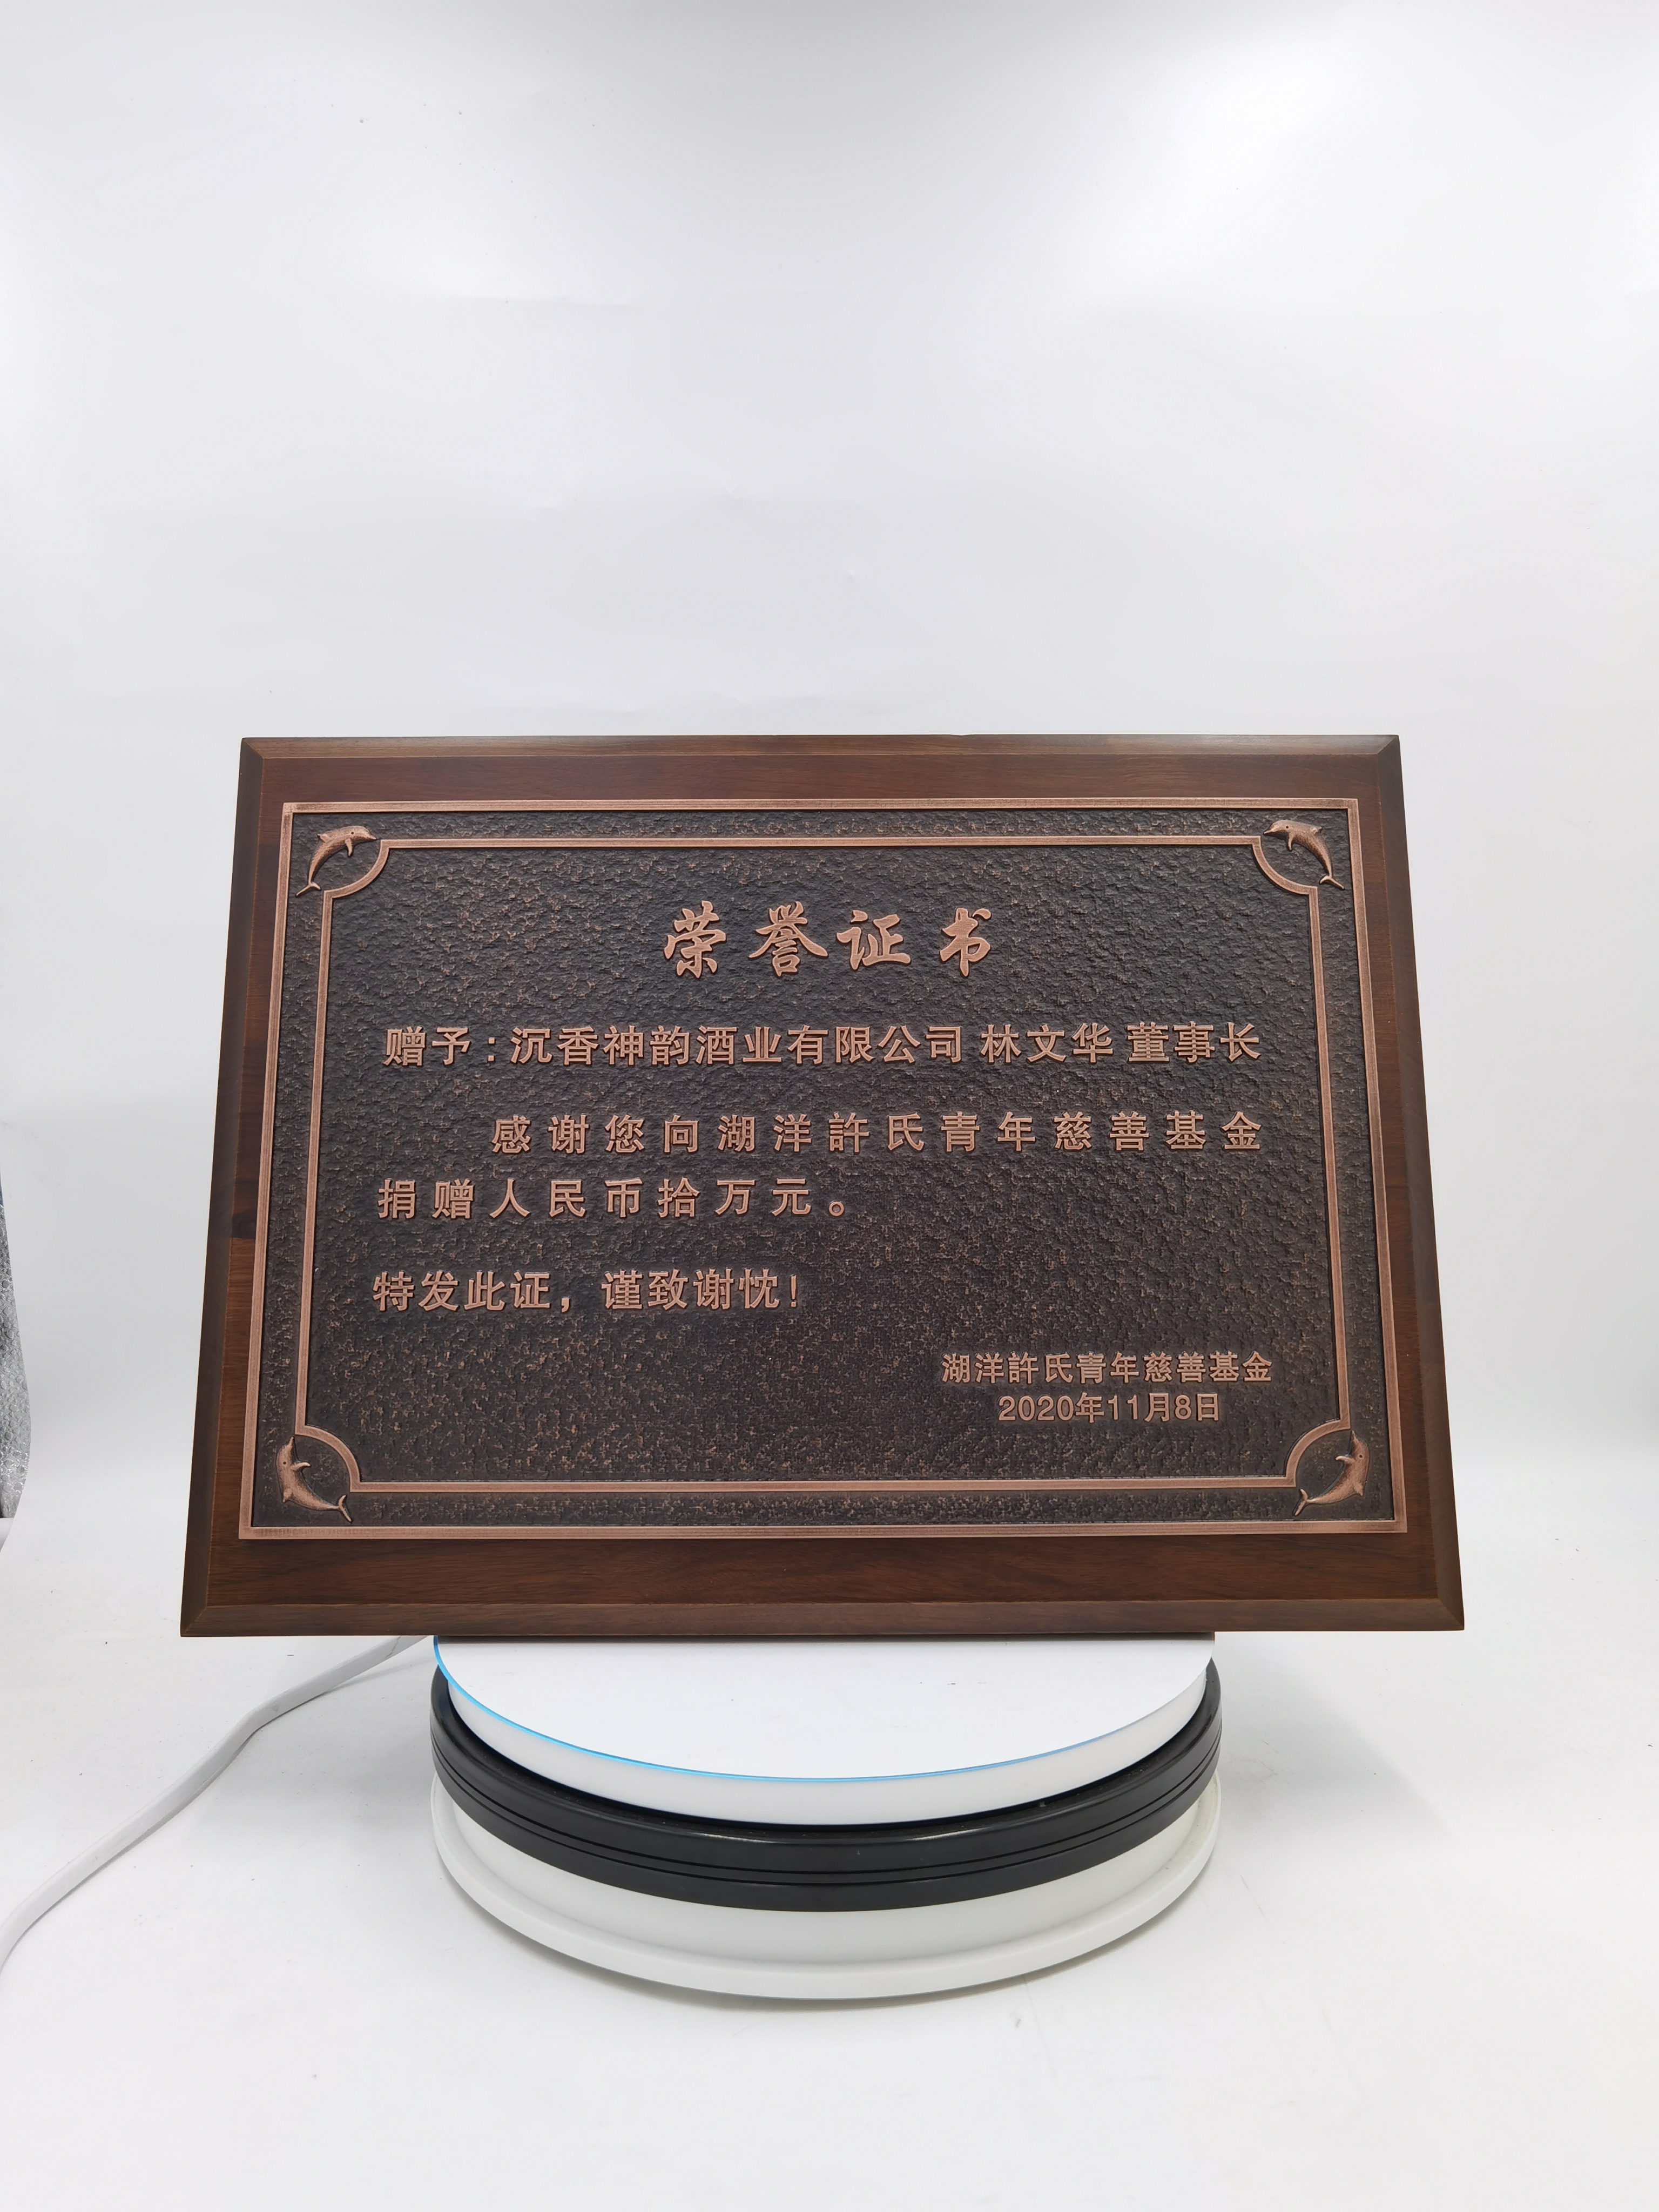 荣誉证书
赠予:沉香神韵酒业有限公司 林文华 董事长
感谢您向湖洋許氏青年慈善基金
捐赠人民币拾万元。
特发此证，谨致谢忱!
湖洋許氏青年慈善基金
2020年11月8日